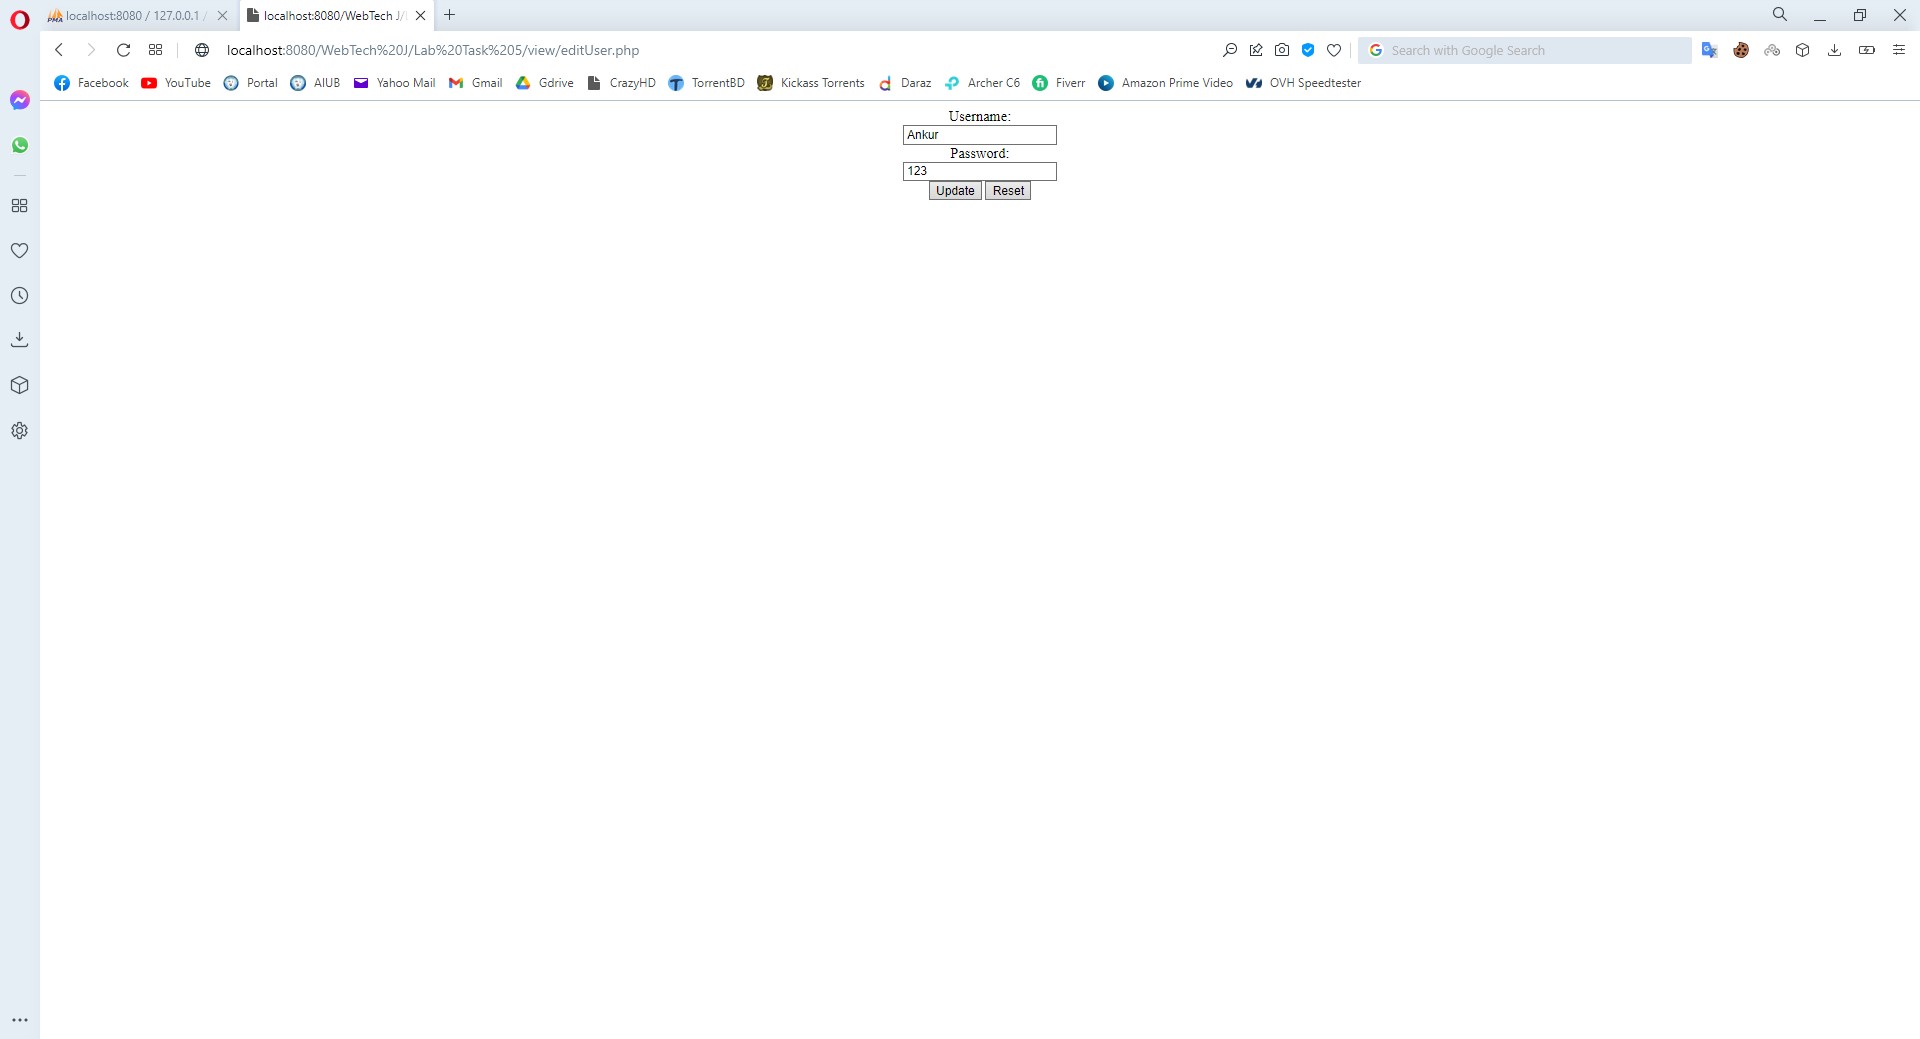 localhost:8080 / 127.0.0.1 /
localhost:8080/WebTech J/L
localhost:8080/WebTech%20J/Lab%20Task%205/view/editUser.php
Search with Google Search
Facebook YouTube Portal AIUB Yahoo Mail Gmail Gdrive CrazyHD TorrentBD Kickass Torrents Daraz Archer C6 Fiverr Amazon Prime Video OVH Speedtester
Username:
Ankur
Password:
123
Update Reset